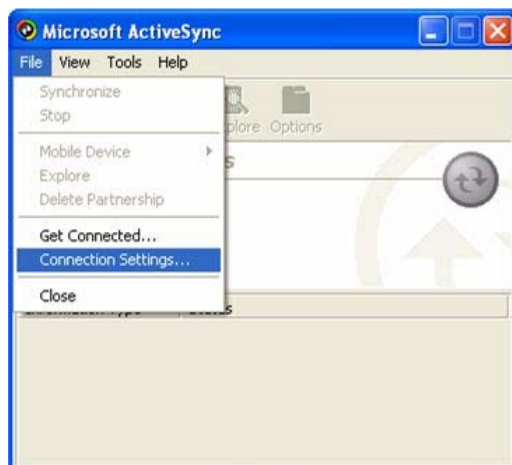 Microsoft ActiveSync
File View Tools Help
Synchronize
Stop
Options
Mobile Device
Explore
Delete Partnership
Get Connected...
Connection Settings...
Close